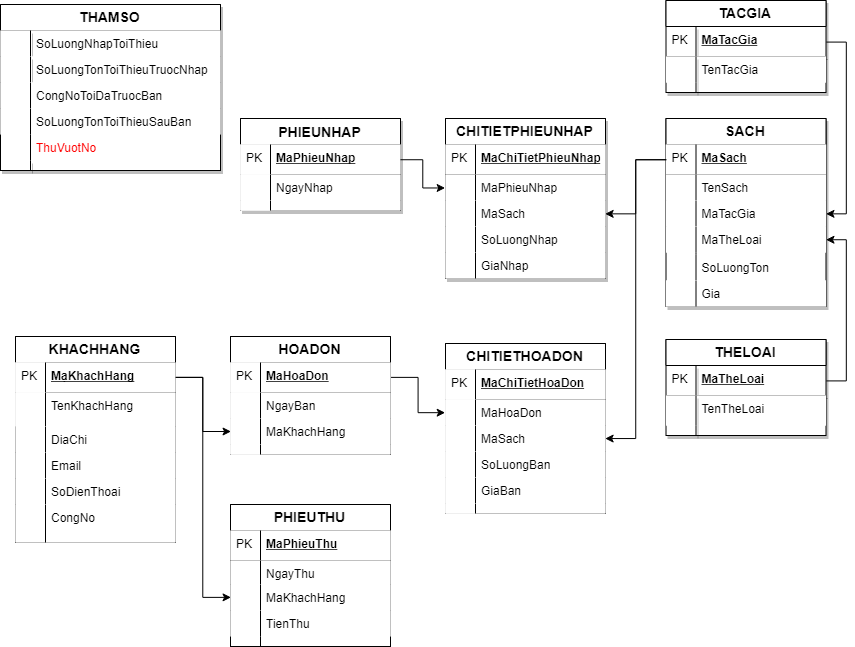 THAMSO
SoLuongNhapToiThieu
SoLuongTonToiThieuTruocNhap
CongNoToiDaTruocBan
SoLuongTonToiThieuSauBan
ThuVuotNo
TACGIA
PK MaTacGia
TenTacGia
PHIEUNHAP
PK MaPhieuNhap
NgayNhap
CHITIETPHIEUNHAP
PK MaChiTietPhieuNhap
MaPhieuNhap
MaSach
SoLuongNhap
GiaNhap
SACH
PK MaSach
TenSach
MaTacGia
MaTheLoai
SoLuongTon
Gia
KHACHHANG
PK MaKhachHang
TenKhachHang
DiaChi
Email
SoDienThoai
CongNo
HOADON
PK MaHoaDon
NgayBan
MaKhachHang
CHITIETHOADON
PK MaChiTietHoaDon
MaHoaDon
MaSach
SoLuongBan
GiaBan
THELOAI
PK MaTheLoai
TenTheLoai
PHIEUTHU
PK MaPhieuThu
NgayThu
MaKhachHang
TienThu